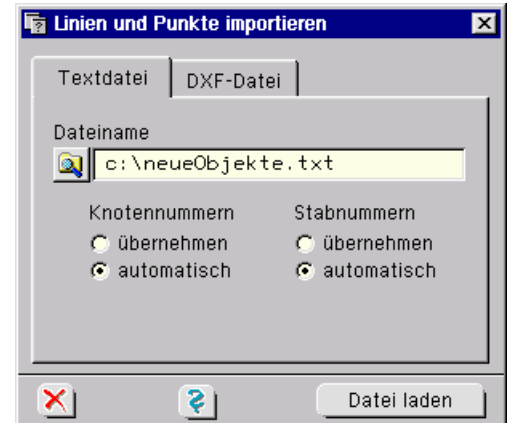 Linien und Punkte importieren
Textdatei DXF-Datei
Dateiname
c:\neueObjekte.txt
Knotennummern Stabnummern
übernehmen übernehmen
automatisch automatisch
Datei laden